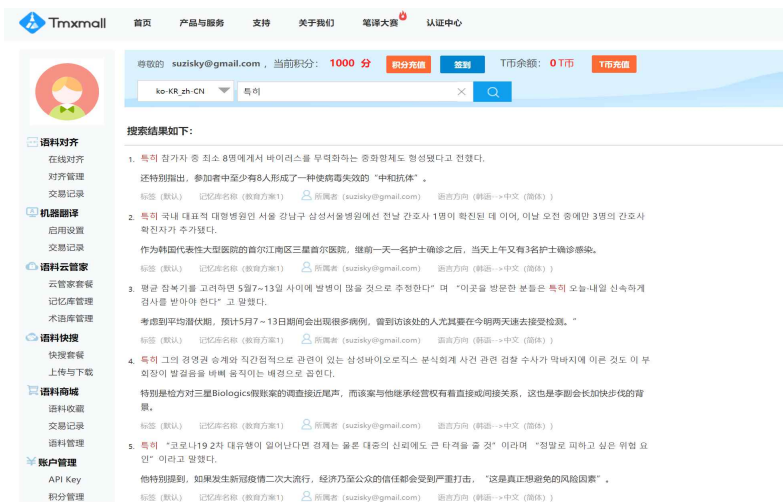 Tmxmall 首页 产品与服务 支持 关于我们 笔译大赛 认证中心
尊敬的 suzisky@gmail.com ，当前积分： 1000 分 积分充值 签到 T币余额： 0 T币 T币充值
ko-KR_zh-CN 특히
搜索结果如下：
语料对齐
在线对齐
对齐管理
交易记录
机器翻译
启用设置
交易记录
语料云管家
云管家套餐
记忆库管理
术语库管理
语料快搜
快搜套餐
上传与下载
语料商城
语料收藏
交易记录
语料管理
账户管理
API Key
积分管理
1. 특히 참가자 중 최소 8명에게서 바이러스를 무력화하는 중화항체도 형성됐다고 전했다.
还特别指出，参加者中至少有8人形成了一种使病毒失效的“中和抗体”。
标签 (默认) 记忆库名称 (教育方案1) 所属者 (suzisky@gmail.com) 语言方向 (韩语-->中文 (简体) )
2. 특히 국내 대표적 대형병원인 서울 강남구 삼성서울병원에선 전날 간호사 1명이 확진된 데 이어, 이날 오전 중에만 3명의 간호사
확진자가 추가됐다.
作为韩国代表性大型医院的首尔江南区三星首尔医院，继前一天一名护士确诊之后，当天上午又有3名护士确诊感染。
标签 (默认) 记忆库名称 (教育方案1) 所属者 (suzisky@gmail.com) 语言方向 (韩语-->中文 (简体) )
3. 평균 잠복기를 고려하면 5월7~13일 사이에 발병이 많을 것으로 추정한다” 며 “이곳을 방문한 분들은 특히 오늘·내일 신속하게
검사를 받아야 한다” 고 말했다.
考虑到平均潜伏期，预计5月7～13日期间会出现很多病例，曾到访该处的人尤其要在今明两天速去接受检测。”
标签 (默认) 记忆库名称 (教育方案1) 所属者 (suzisky@gmail.com) 语言方向 (韩语-->中文 (简体) )
4. 특히 그의 경영권 승계와 직간접적으로 관련이 있는 삼성바이오로직스 분식회계 사건 관련 검찰 수사가 막바지에 이른 것도 이 부
회장이 발걸음을 바삐 움직이는 배경으로 꼽힌다.
特别是检方对三星Biologics假账案的调查接近尾声，而该案与他继承经营权有着直接或间接关系，这也是李副会长加快步伐的背
景。
标签 (默认) 记忆库名称 (教育方案1) 所属者 (suzisky@gmail.com) 语言方向 (韩语-->中文 (简体) )
5. 특히 “코로나19 2차 대유행이 일어난다면 경제는 물론 대중의 신뢰에도 큰 타격을 줄 것” 이라며 “정말로 피하고 싶은 위험 요
인” 이라고 말했다.
他特别提到，如果发生新冠疫情二次大流行，经济乃至公众的信任都会受到严重打击，“这是真正想避免的风险因素”。
标签 (默认) 记忆库名称 (教育方案1) 所属者 (suzisky@gmail.com) 语言方向 (韩语-->中文 (简体) )